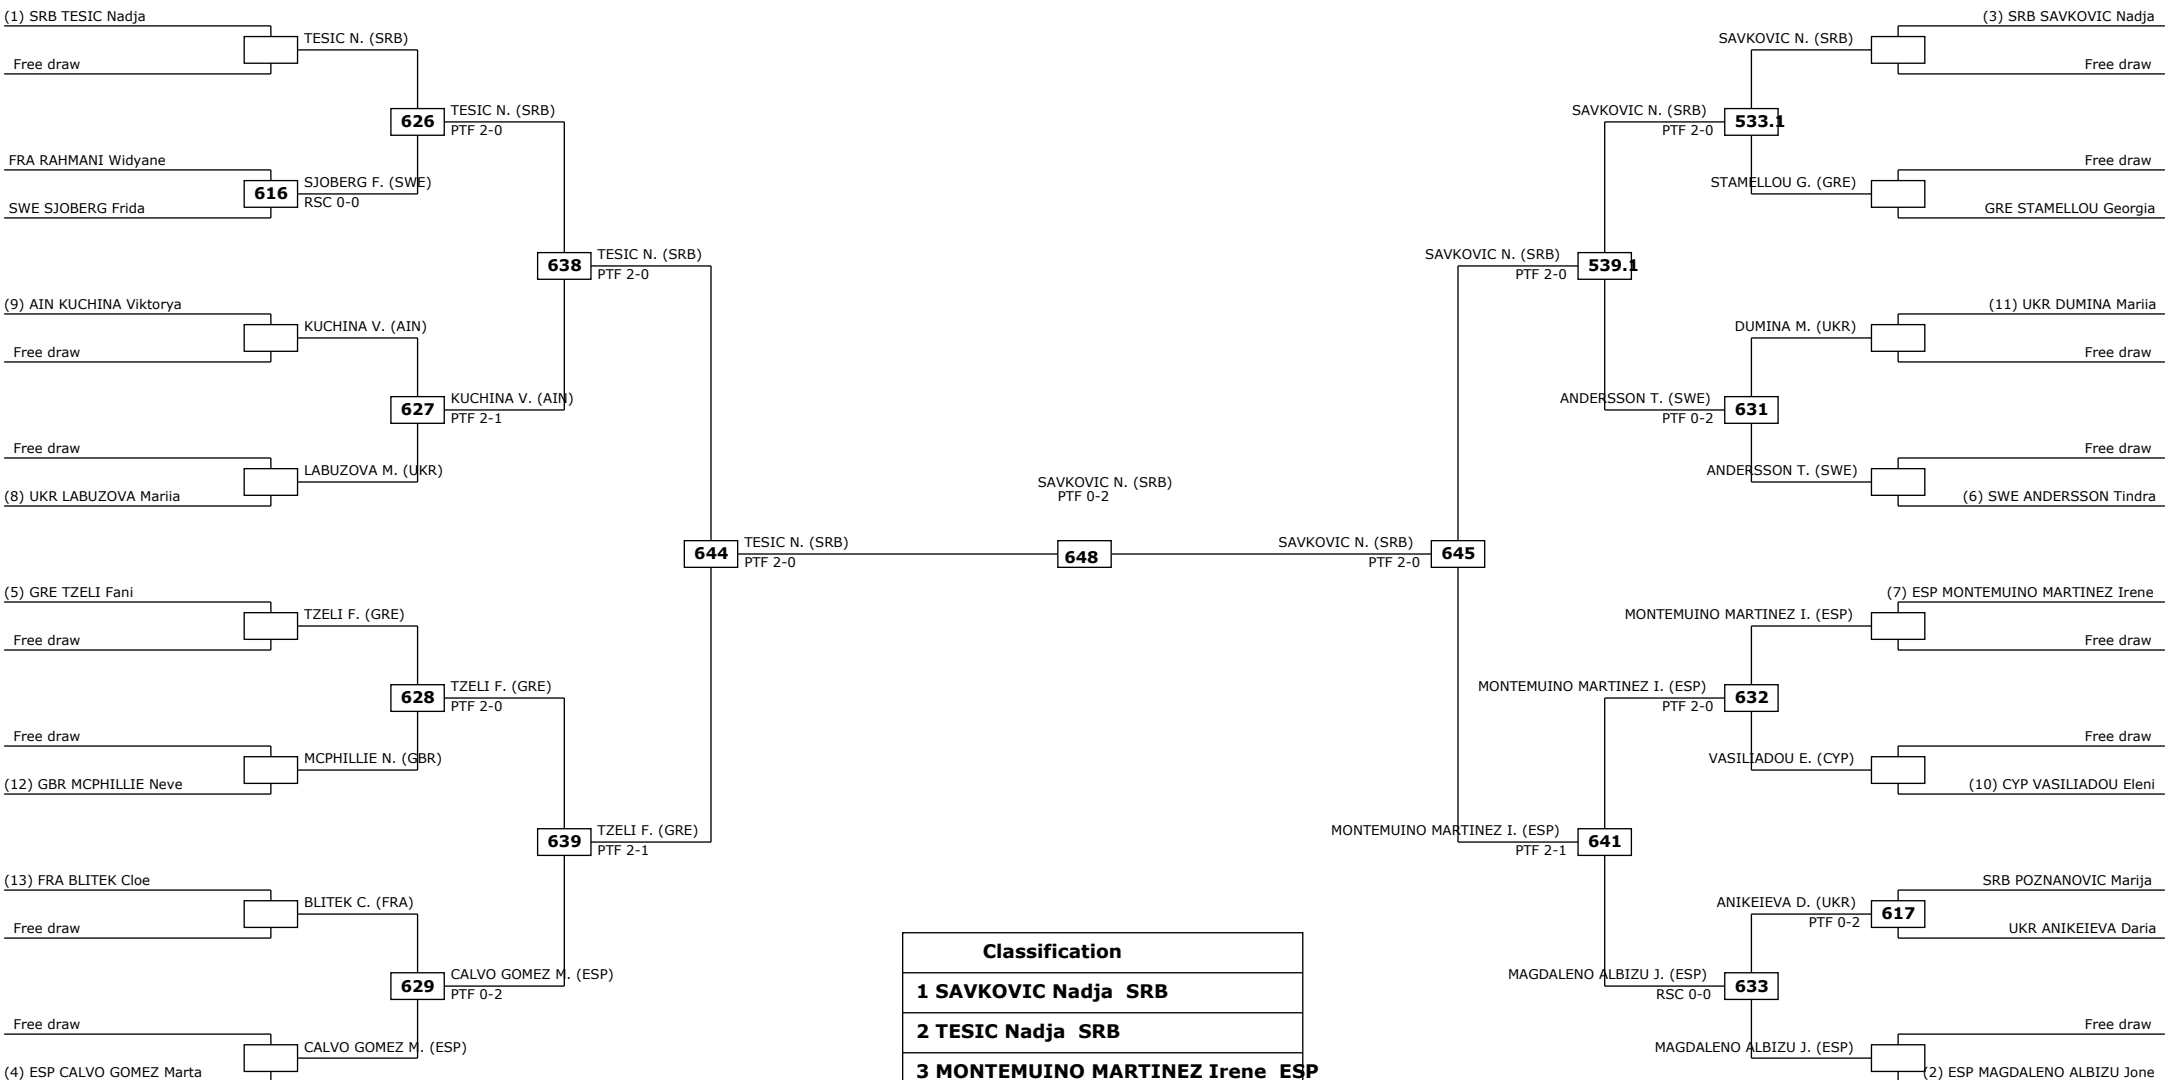 (1) SRB TESIC Nadja
Free draw
TESIC N. (SRB)
626
TESIC N. (SRB)
PTF 2-0
FRA RAHMANI Widyane
SWE SJOBERG Frida
616
SJOBERG F. (SWE)
RSC 0-0
638
TESIC N. (SRB)
PTF 2-0
(9) AIN KUCHINA Viktorya
Free draw
KUCHINA V. (AIN)
627
KUCHINA V. (AIN)
PTF 2-1
Free draw
(8) UKR LABUZOVA Mariia
LABUZOVA M. (UKR)
644
TESIC N. (SRB)
PTF 2-0
(5) GRE TZELI Fani
Free draw
TZELI F. (GRE)
628
TZELI F. (GRE)
PTF 2-0
Free draw
(12) GBR MCPHILLIE Neve
MCPHILLIE N. (GBR)
639
TZELI F. (GRE)
PTF 2-1
(13) FRA BLITEK Cloe
Free draw
BLITEK C. (FRA)
629
CALVO GOMEZ M. (ESP)
PTF 0-2
Free draw
(4) ESP CALVO GOMEZ Marta
CALVO GOMEZ M. (ESP)
SAVKOVIC N. (SRB)
PTF 0-2
648
(3) SRB SAVKOVIC Nadja
Free draw
SAVKOVIC N. (SRB)
533.1
SAVKOVIC N. (SRB)
PTF 2-0
Free draw
GRE STAMELLOU Georgia
STAMELLOU G. (GRE)
539.1
SAVKOVIC N. (SRB)
PTF 2-0
(11) UKR DUMINA Mariia
Free draw
DUMINA M. (UKR)
631
ANDERSSON T. (SWE)
PTF 0-2
Free draw
(6) SWE ANDERSSON Tindra
ANDERSSON T. (SWE)
645
SAVKOVIC N. (SRB)
PTF 2-0
(7) ESP MONTEMUINO MARTINEZ Irene
Free draw
MONTEMUINO MARTINEZ I. (ESP)
632
MONTEMUINO MARTINEZ I. (ESP)
PTF 2-0
Free draw
(10) CYP VASILIADOU Eleni
VASILIADOU E. (CYP)
641
MONTEMUINO MARTINEZ I. (ESP)
PTF 2-1
SRB POZNANOVIC Marija
UKR ANIKEIEVA Daria
617
ANIKEIEVA D. (UKR)
PTF 0-2
633
MAGDALENO ALBIZU J. (ESP)
RSC 0-0
Free draw
(2) ESP MAGDALENO ALBIZU Jone
MAGDALENO ALBIZU J. (ESP)
Classification
1 SAVKOVIC Nadja SRB
2 TESIC Nadja SRB
3 MONTEMUINO MARTINEZ Irene ESP